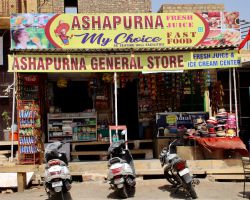 ASHAPURNA
My Choice
FRESH JUICE
FAST FOOD
ASHAPURNA GENERAL STORE
FRESH JUICE &
ICE CREAM CENTER